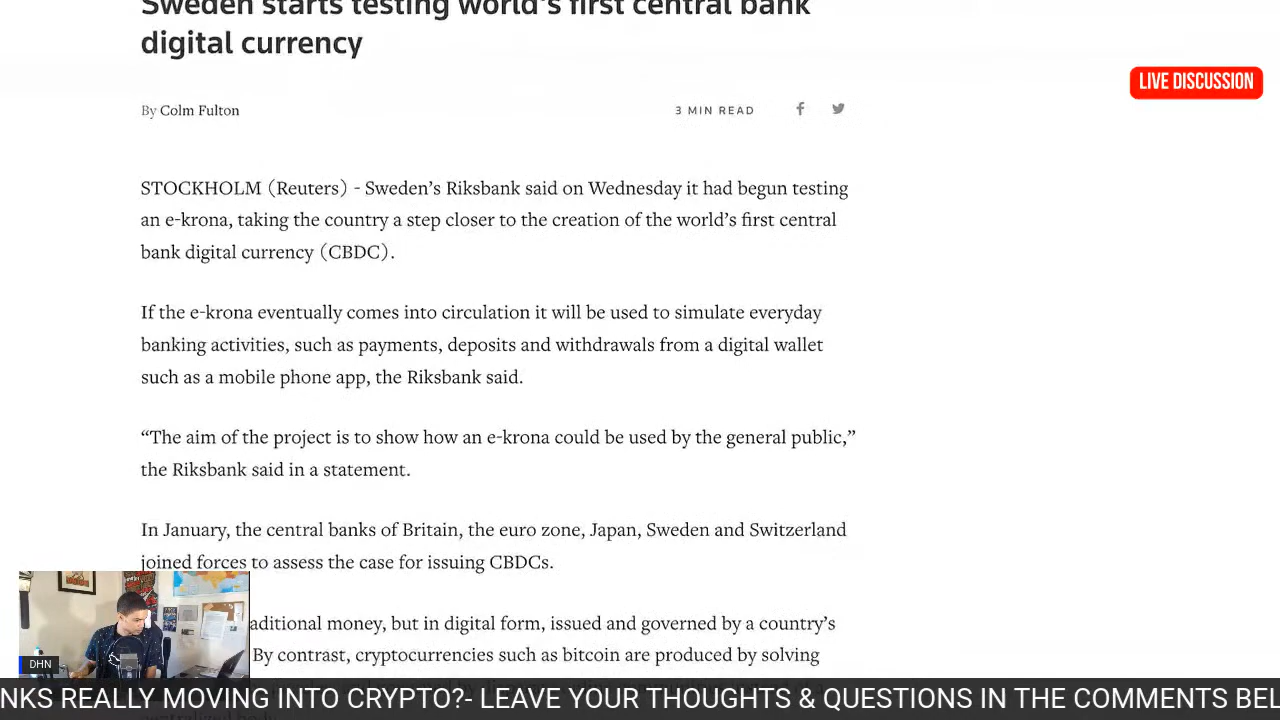 Sweden starts testing world's first central bank
digital currency
LIVE DISCUSSION
By Colm Fulton
3 MIN READ
STOCKHOLM (Reuters) - Sweden’s Riksbank said on Wednesday it had begun testing
an e-krona, taking the country a step closer to the creation of the world’s first central
bank digital currency (CBDC).
If the e-krona eventually comes into circulation it will be used to simulate everyday
banking activities, such as payments, deposits and withdrawals from a digital wallet
such as a mobile phone app, the Riksbank said.
“The aim of the project is to show how an e-krona could be used by the general public,”
the Riksbank said in a statement.
In January, the central banks of Britain, the euro zone, Japan, Sweden and Switzerland
joined forces to assess the case for issuing CBDCs.
aditional money, but in digital form, issued and governed by a country’s
By contrast, cryptocurrencies such as bitcoin are produced by solving
DHN
NKS REALLY MOVING INTO CRYPTO?- LEAVE YOUR THOUGHTS & QUESTIONS IN THE COMMENTS BEL